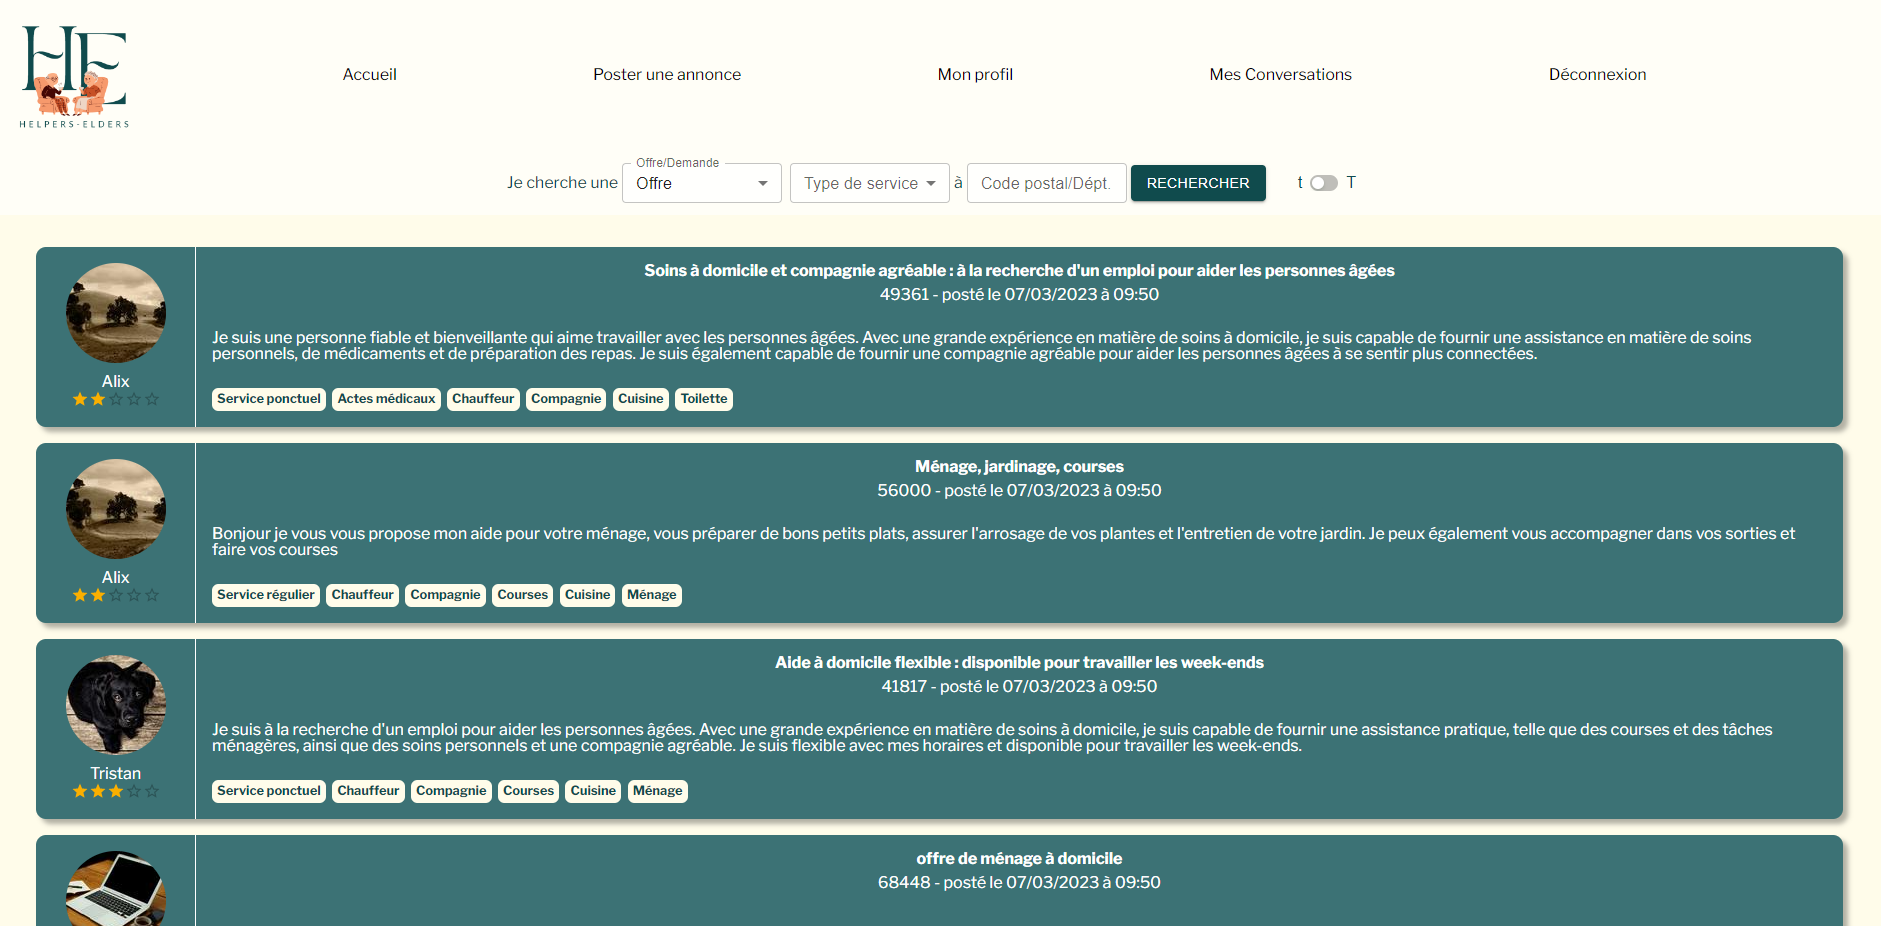 HE
HELPERS-ELDERS
Accueil
Poster une annonce
Mon profil
Mes Conversations
Déconnexion
Offre/Demande
Je cherche une Offre Type de service à Code postal/Dépt. RECHERCHER t T
Soins à domicile et compagnie agréable : à la recherche d'un emploi pour aider les personnes âgées
49361 - posté le 07/03/2023 à 09:50
Je suis une personne fiable et bienveillante qui aime travailler avec les personnes âgées. Avec une grande expérience en matière de soins à domicile, je suis capable de fournir une assistance en matière de soins
personnels, de médicaments et de préparation des repas. Je suis également capable de fournir une compagnie agréable pour aider les personnes âgées à se sentir plus connectées.
Alix
Service ponctuel Actes médicaux Chauffeur Compagnie Cuisine Toilette
Ménage, jardinage, courses
56000 - posté le 07/03/2023 à 09:50
Bonjour je vous vous propose mon aide pour votre ménage, vous préparer de bons petits plats, assurer l'arrosage de vos plantes et l'entretien de votre jardin. Je peux également vous accompagner dans vos sorties et
faire vos courses
Alix
Service régulier Chauffeur Compagnie Courses Cuisine Ménage
Aide à domicile flexible : disponible pour travailler les week-ends
41817 - posté le 07/03/2023 à 09:50
Je suis à la recherche d'un emploi pour aider les personnes âgées. Avec une grande expérience en matière de soins à domicile, je suis capable de fournir une assistance pratique, telle que des courses et des tâches
ménagères, ainsi que des soins personnels et une compagnie agréable. Je suis flexible avec mes horaires et disponible pour travailler les week-ends.
Tristan
Service ponctuel Chauffeur Compagnie Courses Cuisine Ménage
offre de ménage à domicile
68448 - posté le 07/03/2023 à 09:50